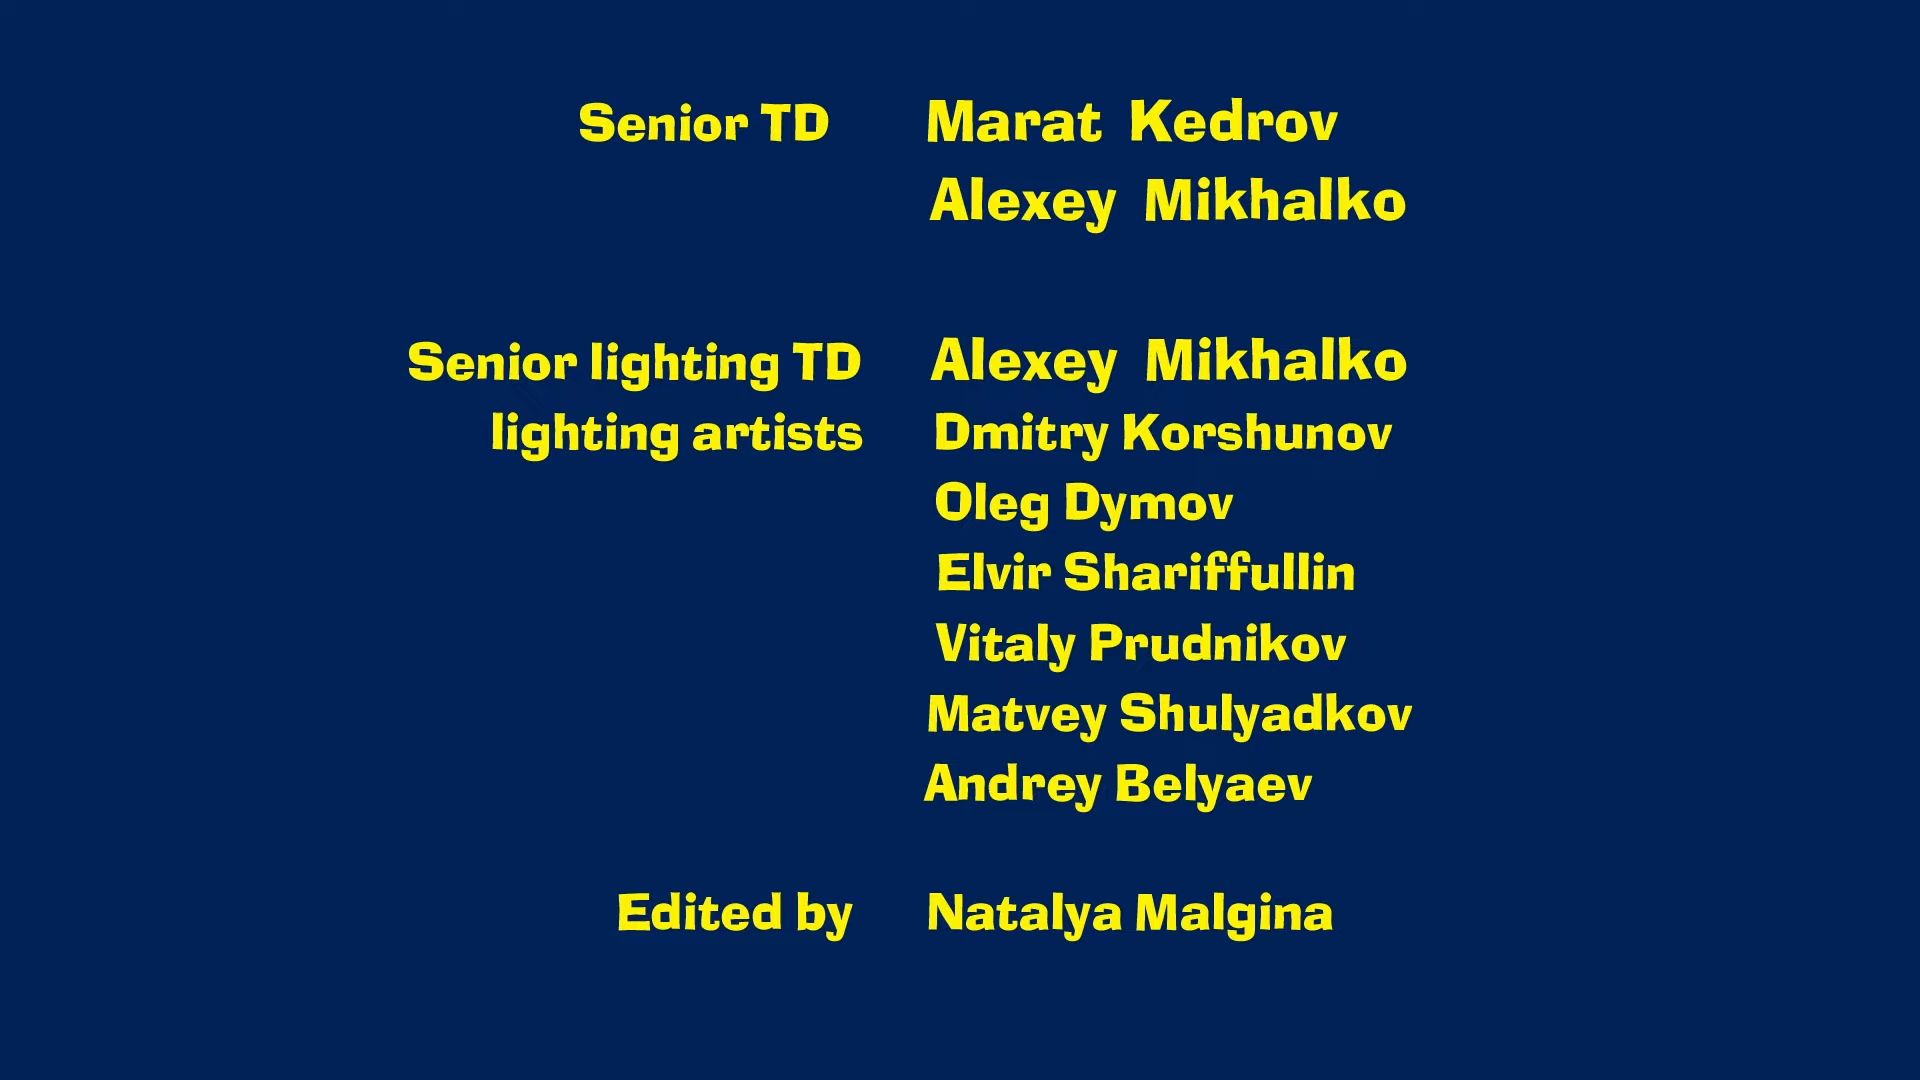 Senior TD Marat Kedrov
Alexey Mikhalko
Senior lighting TD Alexey Mikhalko
lighting artists Dmitry Korshunov
Oleg Dymov
Elvir Shariffullin
Vitaly Prudnikov
Matvey Shulyadkov
Andrey Belyaev
Edited by Natalya Malgina